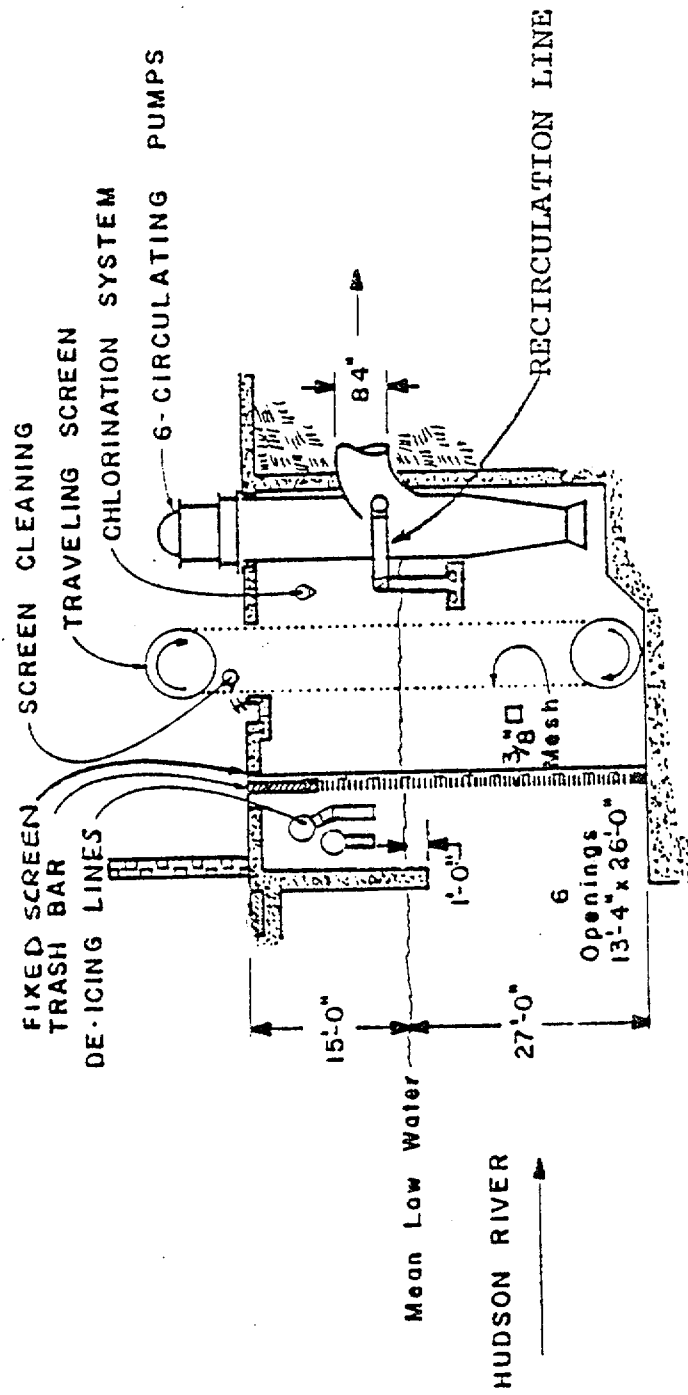 FIXED SCREEN
TRASH BAR
DE-ICING LINES
SCREEN CLEANING
TRAVELING SCREEN
CHLORINATION SYSTEM
6-CIRCULATING PUMPS
15'-0"
84"
Mean Low Water
1'-0"
3/8"□
Mesh
27'-0"
6
Openings
13'-4" x 26'-0"
HUDSON RIVER
RECIRCULATION LINE